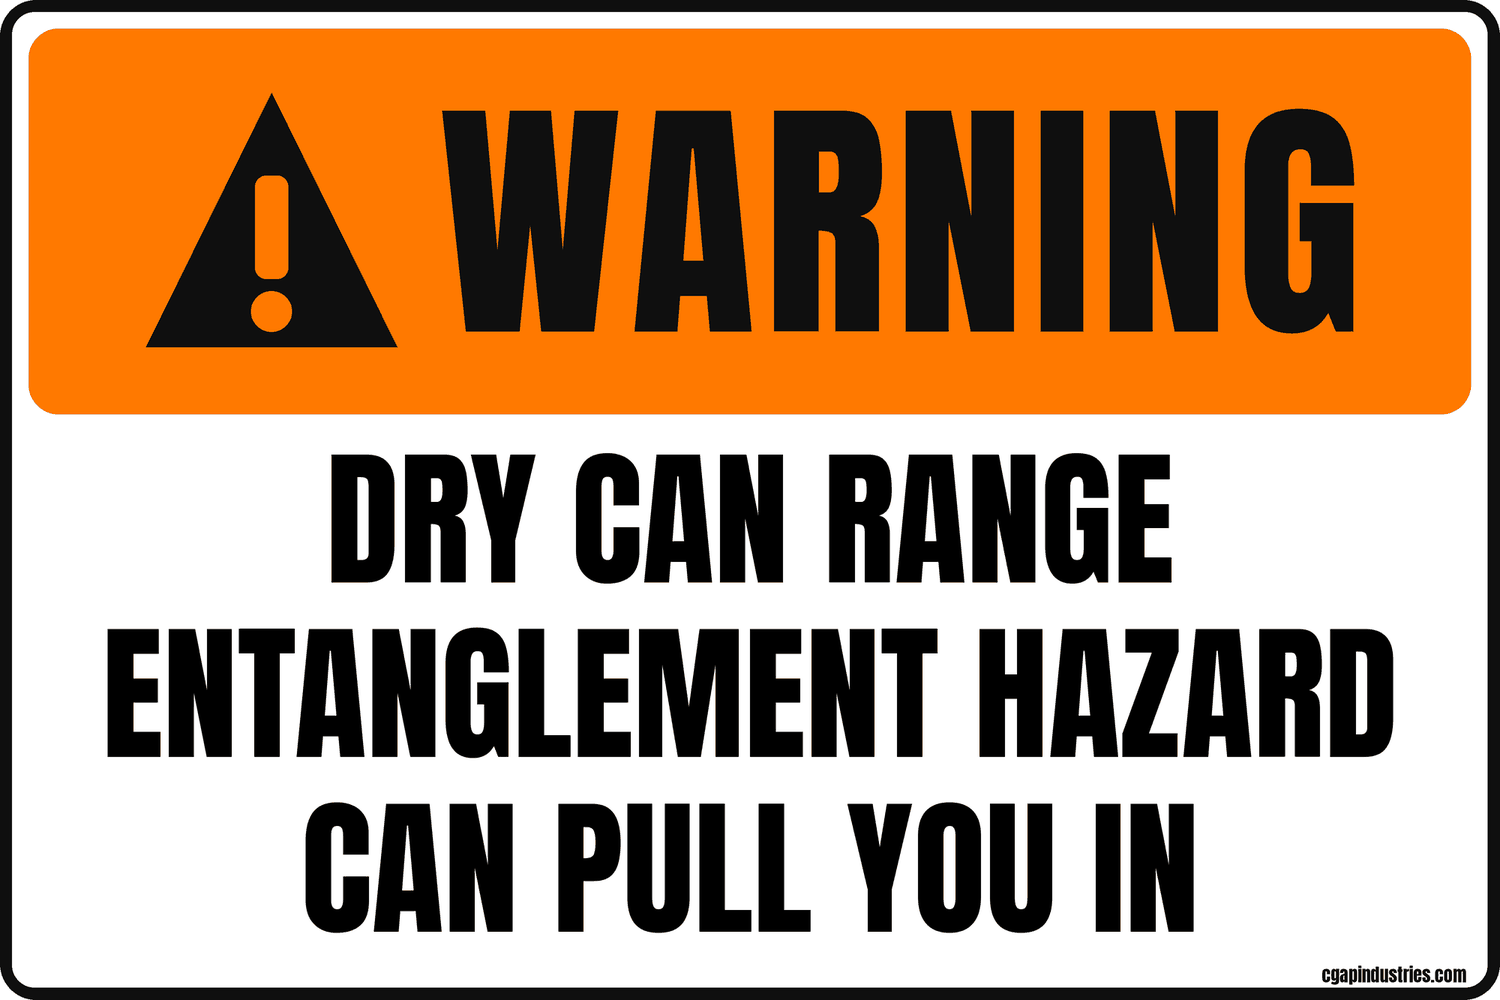 WARNING
DRY CAN RANGE
ENTANGLEMENT HAZARD
CAN PULL YOU IN
cgapindustries.com